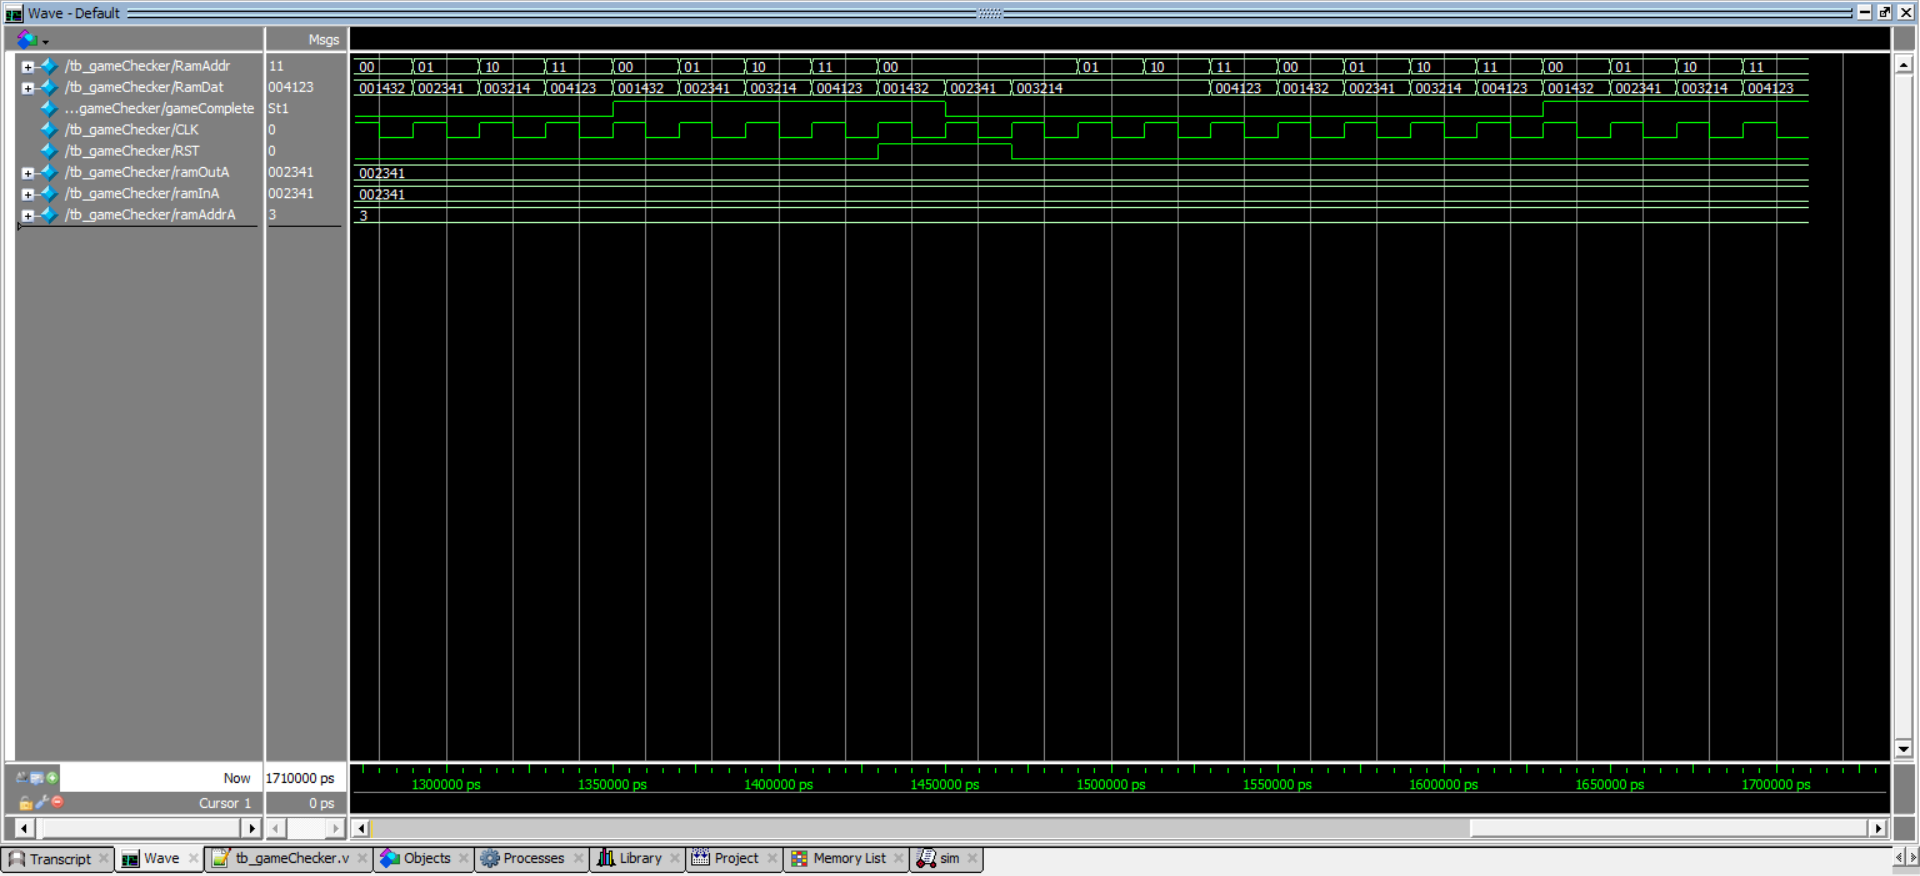 Wave - Default
Msgs
/tb_gameChecker/RamAddr 11 00 01 10 11 00 01 10 11 00 01 10 11 00 01 10 11 00 01 10 11
/tb_gameChecker/RamDat 004123 001432 002341 003214 004123 001432 002341 003214 004123 001432 002341 003214 004123 001432 002341 003214 004123 001432 002341 003214 004123
...gameChecker/gameComplete St1
/tb_gameChecker/CLK 0
/tb_gameChecker/RST 0
/tb_gameChecker/ramOutA 002341 002341
/tb_gameChecker/ramInA 002341 002341
/tb_gameChecker/ramAddrA 3 3
Now 1710000 ps 1300000 ps 1350000 ps 1400000 ps 1450000 ps 1500000 ps 1550000 ps 1600000 ps 1650000 ps 1700000 ps
Cursor 1 0 ps
Transcript Wave tb_gameChecker.v Objects Processes Library Project Memory List sim